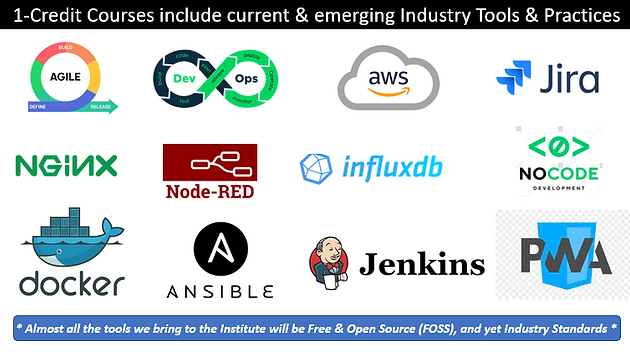 1-Credit Courses include current & emerging Industry Tools & Practices
BUILD
AGILE
DEFINE
RELEASE
code
build
test
Dev
plan
release
deploy
Ops
operate
monitor
aws
Jira
NGINX
Node-RED
influxdb
NOCODE
DEVELOPMENT
docker
A
ANSIBLE
Jenkins
PWA
* Almost all the tools we bring to the Institute will be Free & Open Source (FOSS), and yet Industry Standards *